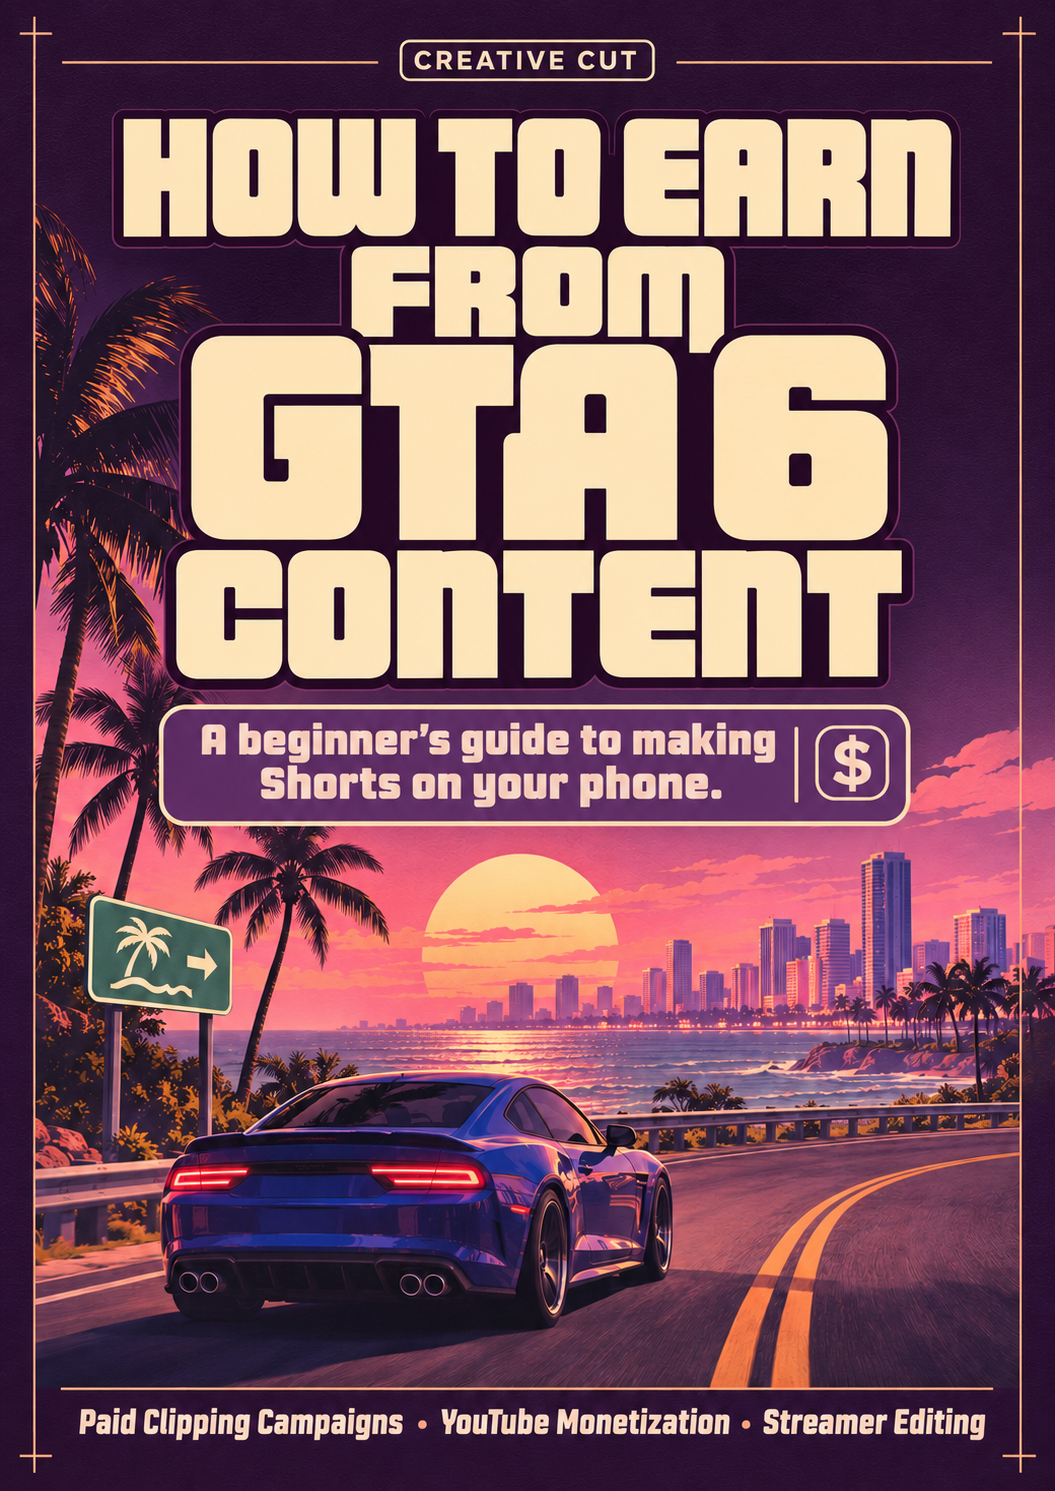 CREATIVE CUT
HOW TO EARN
FROM
GTA 6
CONTENT
A beginner's guide to making
Shorts on your phone.
$
Paid Clipping Campaigns • YouTube Monetization • Streamer Editing